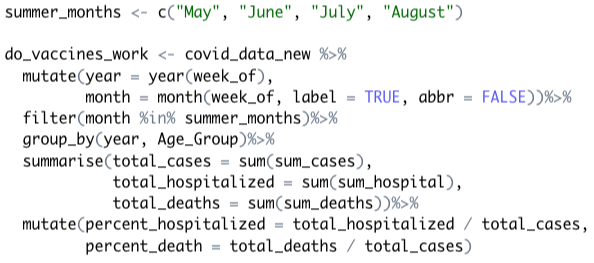 summer_months <- c("May", "June", "July", "August")
do_vaccines_work <- covid_data_new %>%
  mutate(year = year(week_of),
         month = month(week_of, label = TRUE, abbr = FALSE))%>%
  filter(month %in% summer_months)%>%
  group_by(year, Age_Group)%>%
  summarise(total_cases = sum(sum_cases),
            total_hospitalized = sum(sum_hospital),
            total_deaths = sum(sum_deaths))%>%
  mutate(percent_hospitalized = total_hospitalized / total_cases,
         percent_death = total_deaths / total_cases)